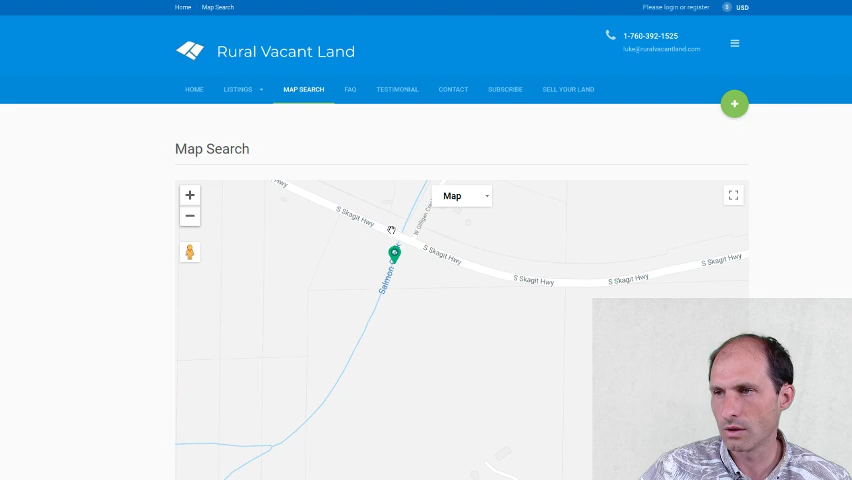 Home Map Search Please login or register $ USD
Rural Vacant Land
1-760-392-1525
luke@ruralvacantland.com
HOME LISTINGS MAP SEARCH FAQ TESTIMONIAL CONTACT SUBSCRIBE SELL YOUR LAND
Map Search
Map
S Skagit Hwy
S Skagit Hwy
S Skagit Hwy
S Skagit Hwy
S Skagit Hwy